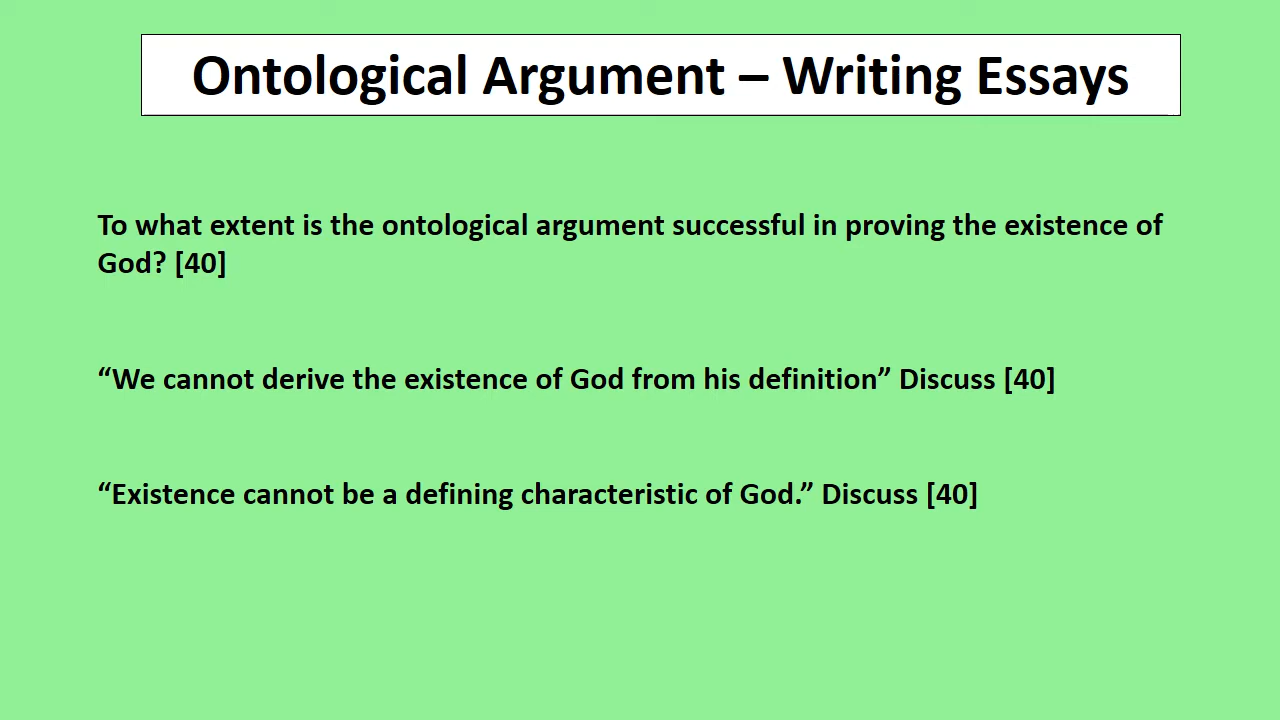 Ontological Argument – Writing Essays
To what extent is the ontological argument successful in proving the existence of
God? [40]
“We cannot derive the existence of God from his definition” Discuss [40]
“Existence cannot be a defining characteristic of God.” Discuss [40]